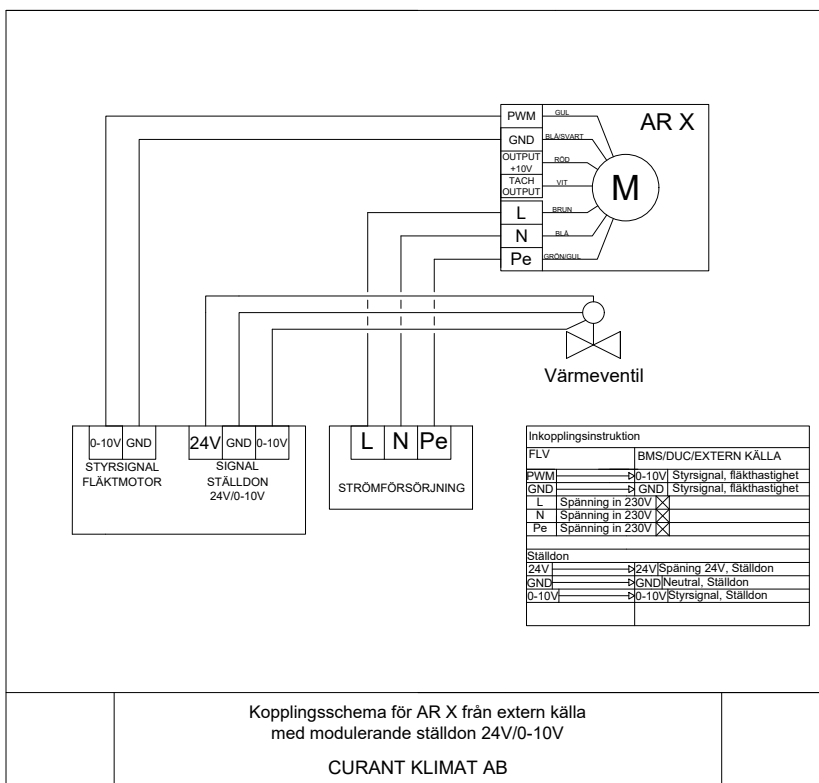 PWM GUL
AR X
GND BLÅ/SVART
OUTPUT
+10V
RÖD
TACH
OUTPUT
VIT
M
L BRUN
N BLÅ
Pe GRÖN/GUL
Värmeventil
0-10V GND
24V GND 0-10V
STYRSIGNAL
FLÄKTMOTOR
SIGNAL
STÄLLDON
24V/0-10V
L N Pe
STRÖMFÖRSÖRJNING
Inkopplingsinstruktion
FLV BMS/DUC/EXTERN KÄLLA
PWM 0-10V Styrsignal, fläkthastighet
GND GND Styrsignal, fläkthastighet
L Spänning in 230V
N Spänning in 230V
Pe Spänning in 230V
Ställdon
24V 24V Späning 24V, Ställdon
GND GND Neutral, Ställdon
0-10V 0-10V Styrsignal, Ställdon
Kopplingsschema för AR X från extern källa
med modulerande ställdon 24V/0-10V
CURANT KLIMAT AB